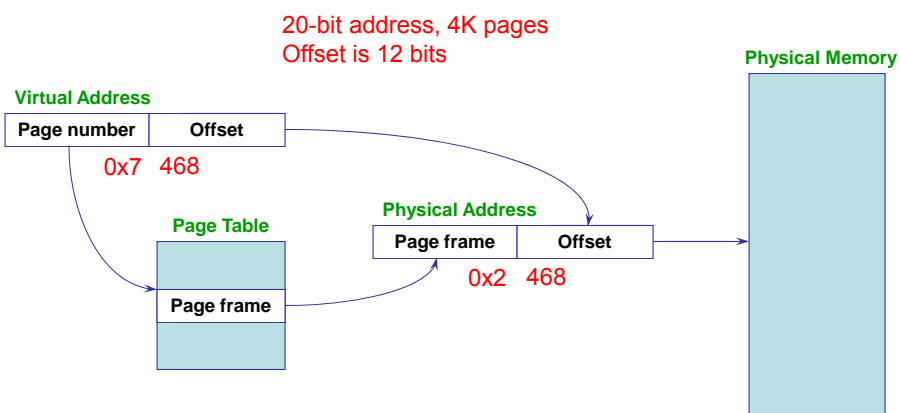 20-bit address, 4K pages
Offset is 12 bits
Physical Memory
Virtual Address
Page number Offset
0x7 468
Physical Address
Page Table
Page frame Offset
0x2 468
Page frame